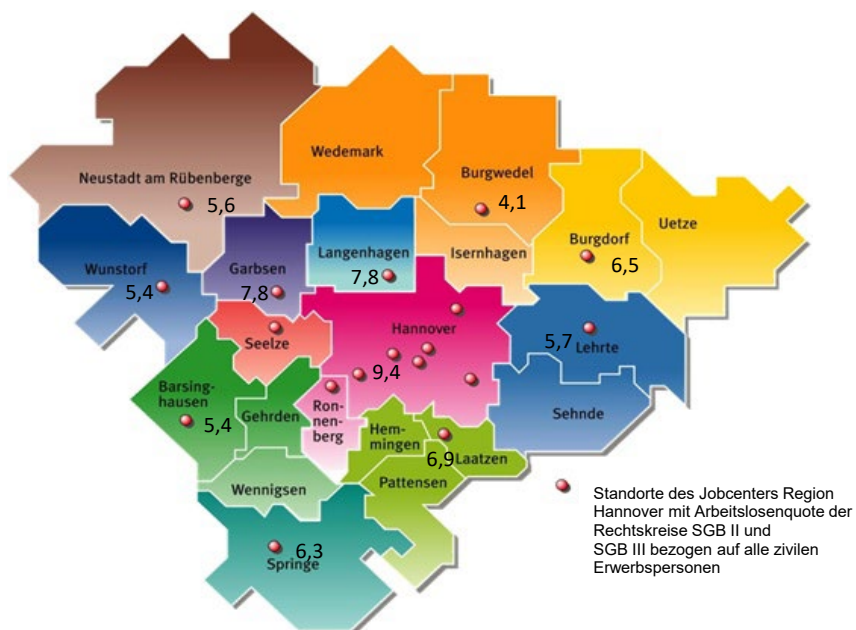 Wedemark
Neustadt am Rübenberge
5,6
Burgwedel
4,1
Uetze
Burgdorf
6,5
Isernhagen
Langenhagen
7,8
Garbsen
7,8
Wunstorf
5,4
Seelze
Hannover
9,4
5,7
Lehrte
Sehnde
Barsing-
hausen
5,4
Gehrden
Ron-
nen-
berg
Hem-
mingen
6,9
Laatzen
Pattensen
Wennigsen
6,3
Springe
Standorte des Jobcenters Region
Hannover mit Arbeitslosenquote der
Rechtskreise SGB II und
SGB III bezogen auf alle zivilen
Erwerbspersonen